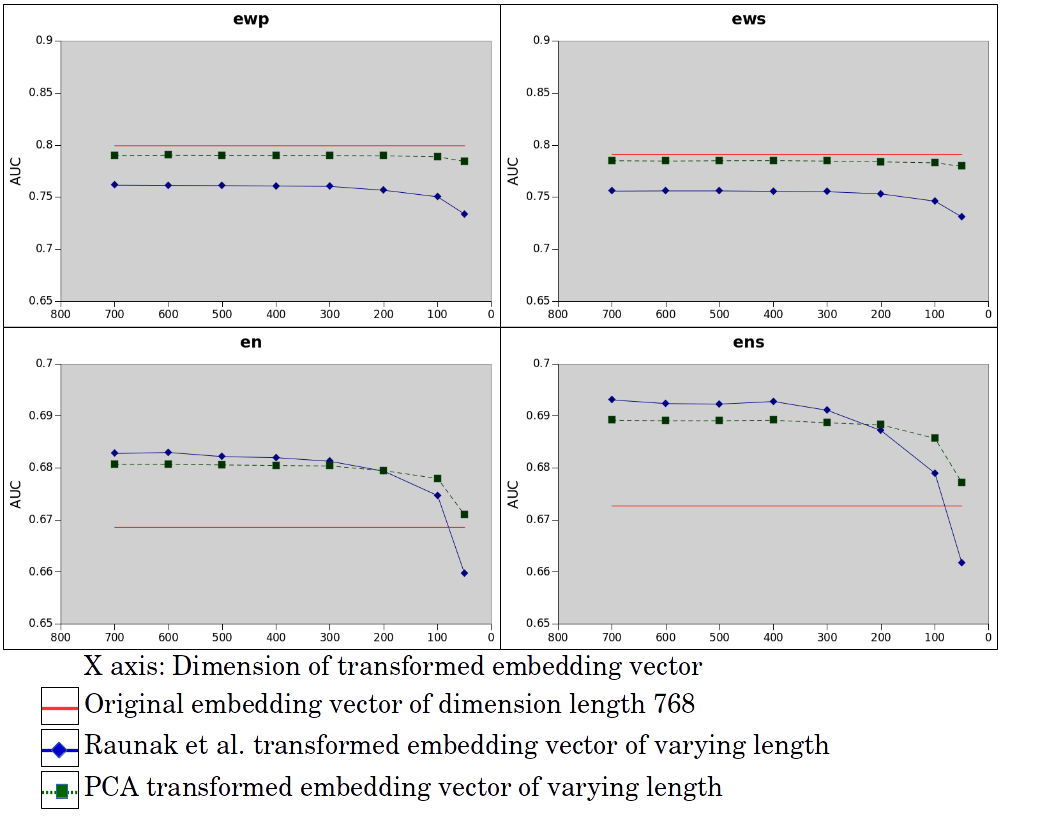 ewp
0.9
0.85
0.8
0.75
0.7
0.65
AUC
800 700 600 500 400 300 200 100 0
ews
0.9
0.85
0.8
0.75
0.7
0.65
AUC
800 700 600 500 400 300 200 100 0
en
0.7
0.69
0.68
0.67
0.66
0.65
AUC
800 700 600 500 400 300 200 100 0
ens
0.7
0.69
0.68
0.67
0.66
0.65
AUC
800 700 600 500 400 300 200 100 0
X axis: Dimension of transformed embedding vector
Original embedding vector of dimension length 768
Raunak et al. transformed embedding vector of varying length
PCA transformed embedding vector of varying length